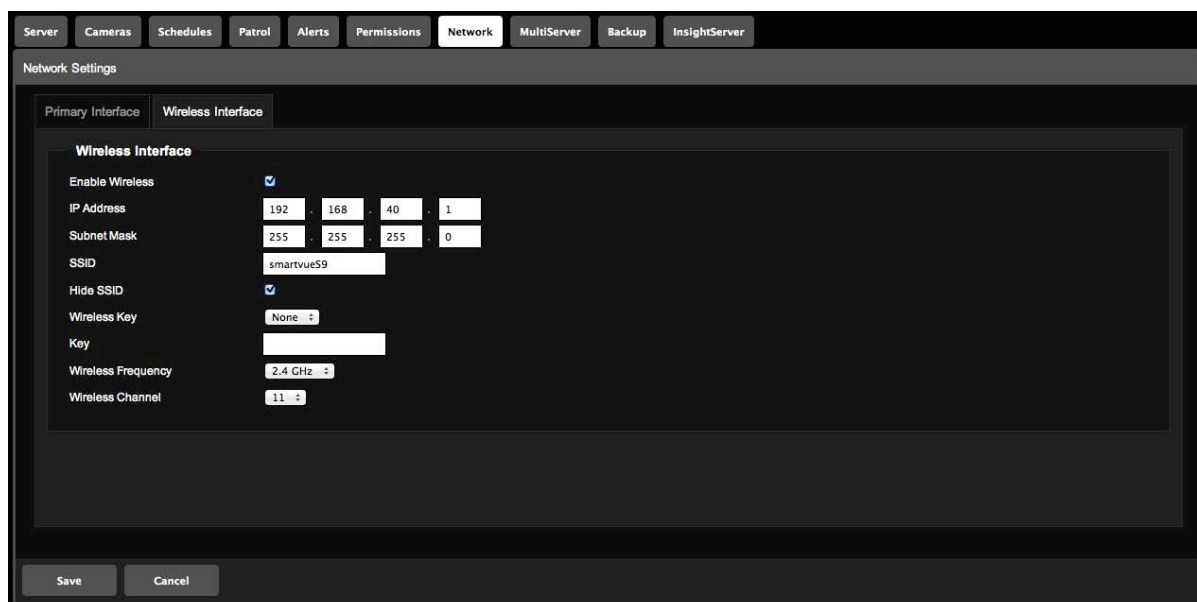 Server Cameras Schedules Patrol Alerts Permissions Network MultiServer Backup InsightServer
Network Settings
Primary Interface Wireless Interface
Wireless Interface
Enable Wireless
IP Address 192 . 168 . 40 . 1
Subnet Mask 255 . 255 . 255 . 0
SSID smartvueS9
Hide SSID
Wireless Key None
Key
Wireless Frequency 2.4 GHz
Wireless Channel 11
Save Cancel